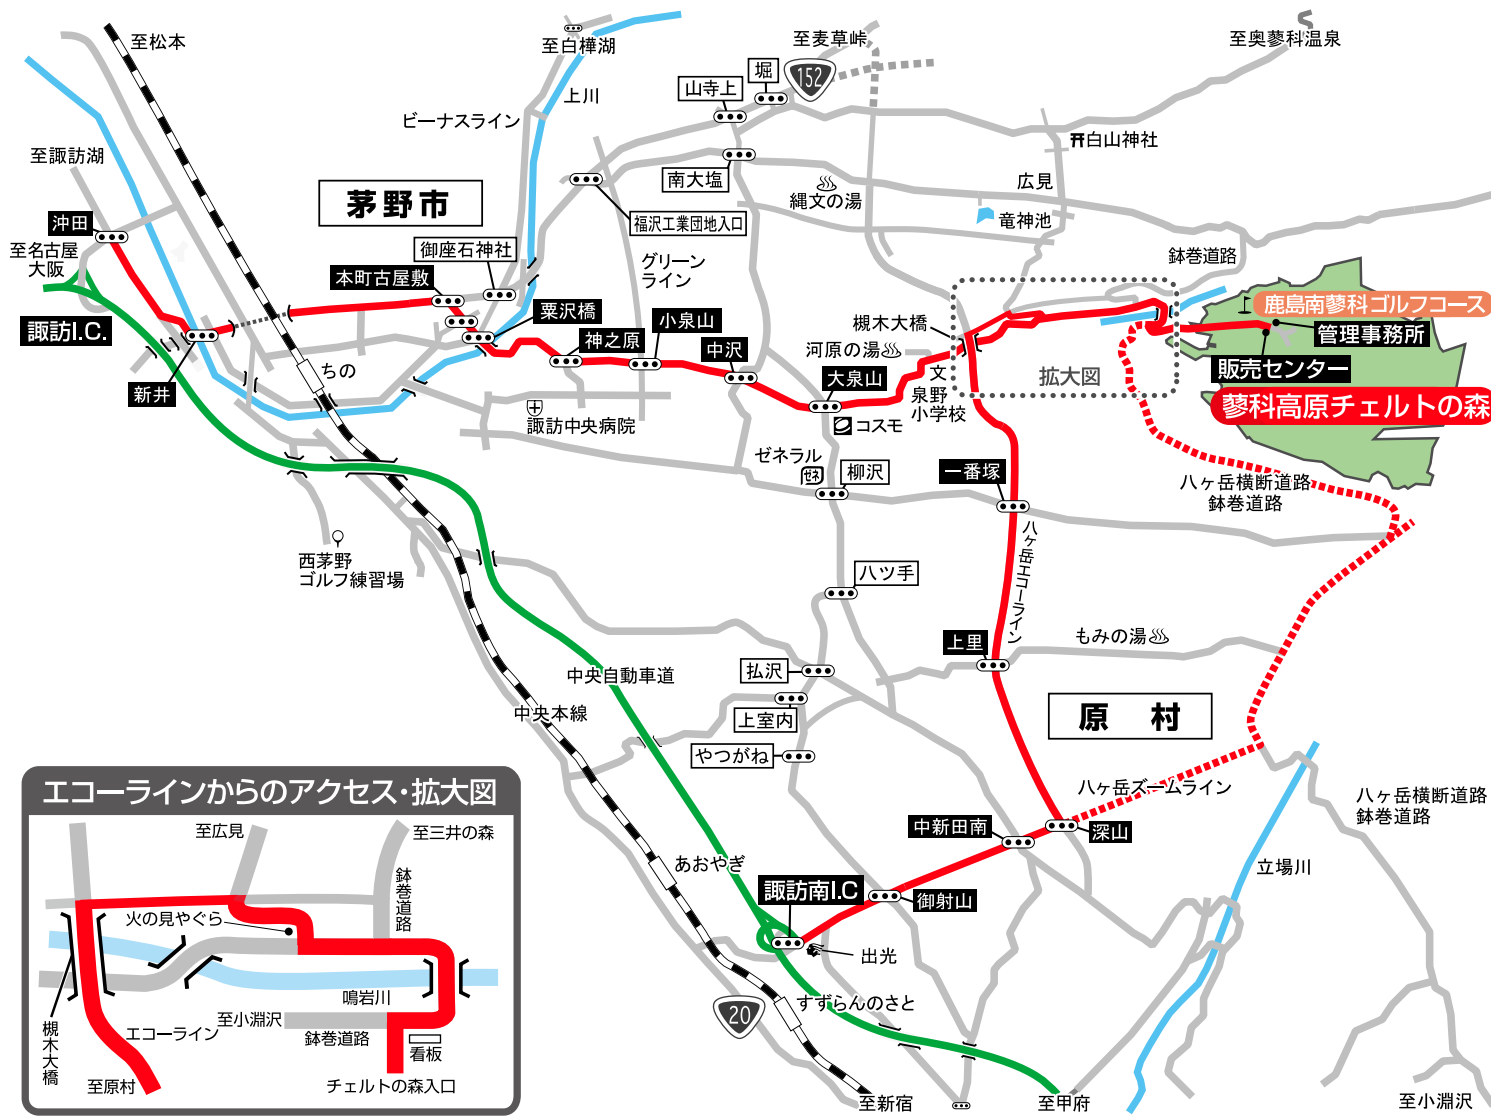 至松本
至白樺湖
至麦草峠
至奥蓼科温泉
堀
152
山寺上
上川
ビーナスライン
白山神社
至諏訪湖
南大塩
縄文の湯
広見
茅野市
沖田
福沢工業団地入口
竜神池
至名古屋
大阪
御座石神社
グリーン
ライン
鉢巻道路
本町古屋敷
鹿島南蓼科ゴルフコース
諏訪I.C.
粟沢橋
小泉山
槻木大橋
管理事務所
神之原
中沢
河原の湯
販売センター
ちの
大泉山
文
拡大図
新井
泉野
小学校
蓼科高原チェルトの森
諏訪中央病院
コスモ
ゼネラル
柳沢
一番塚
八ヶ岳横断道路
鉢巻道路
西茅野
ゴルフ練習場
八ヶ岳エコーライン
八ツ手
上里
もみの湯
払沢
中央自動車道
原 村
中央本線
上室内
やつがね
八ヶ岳ズームライン
八ヶ岳横断道路
鉢巻道路
中新田南
深山
あおやぎ
立場川
諏訪南I.C
御射山
出光
すずらんのさと
20
至新宿
至甲府
至小淵沢
エコーラインからのアクセス・拡大図
至広見
至三井の森
鉢巻道路
火の見やぐら
鳴岩川
槻木大橋
エコーライン
至小淵沢
鉢巻道路
看板
至原村
チェルトの森入口